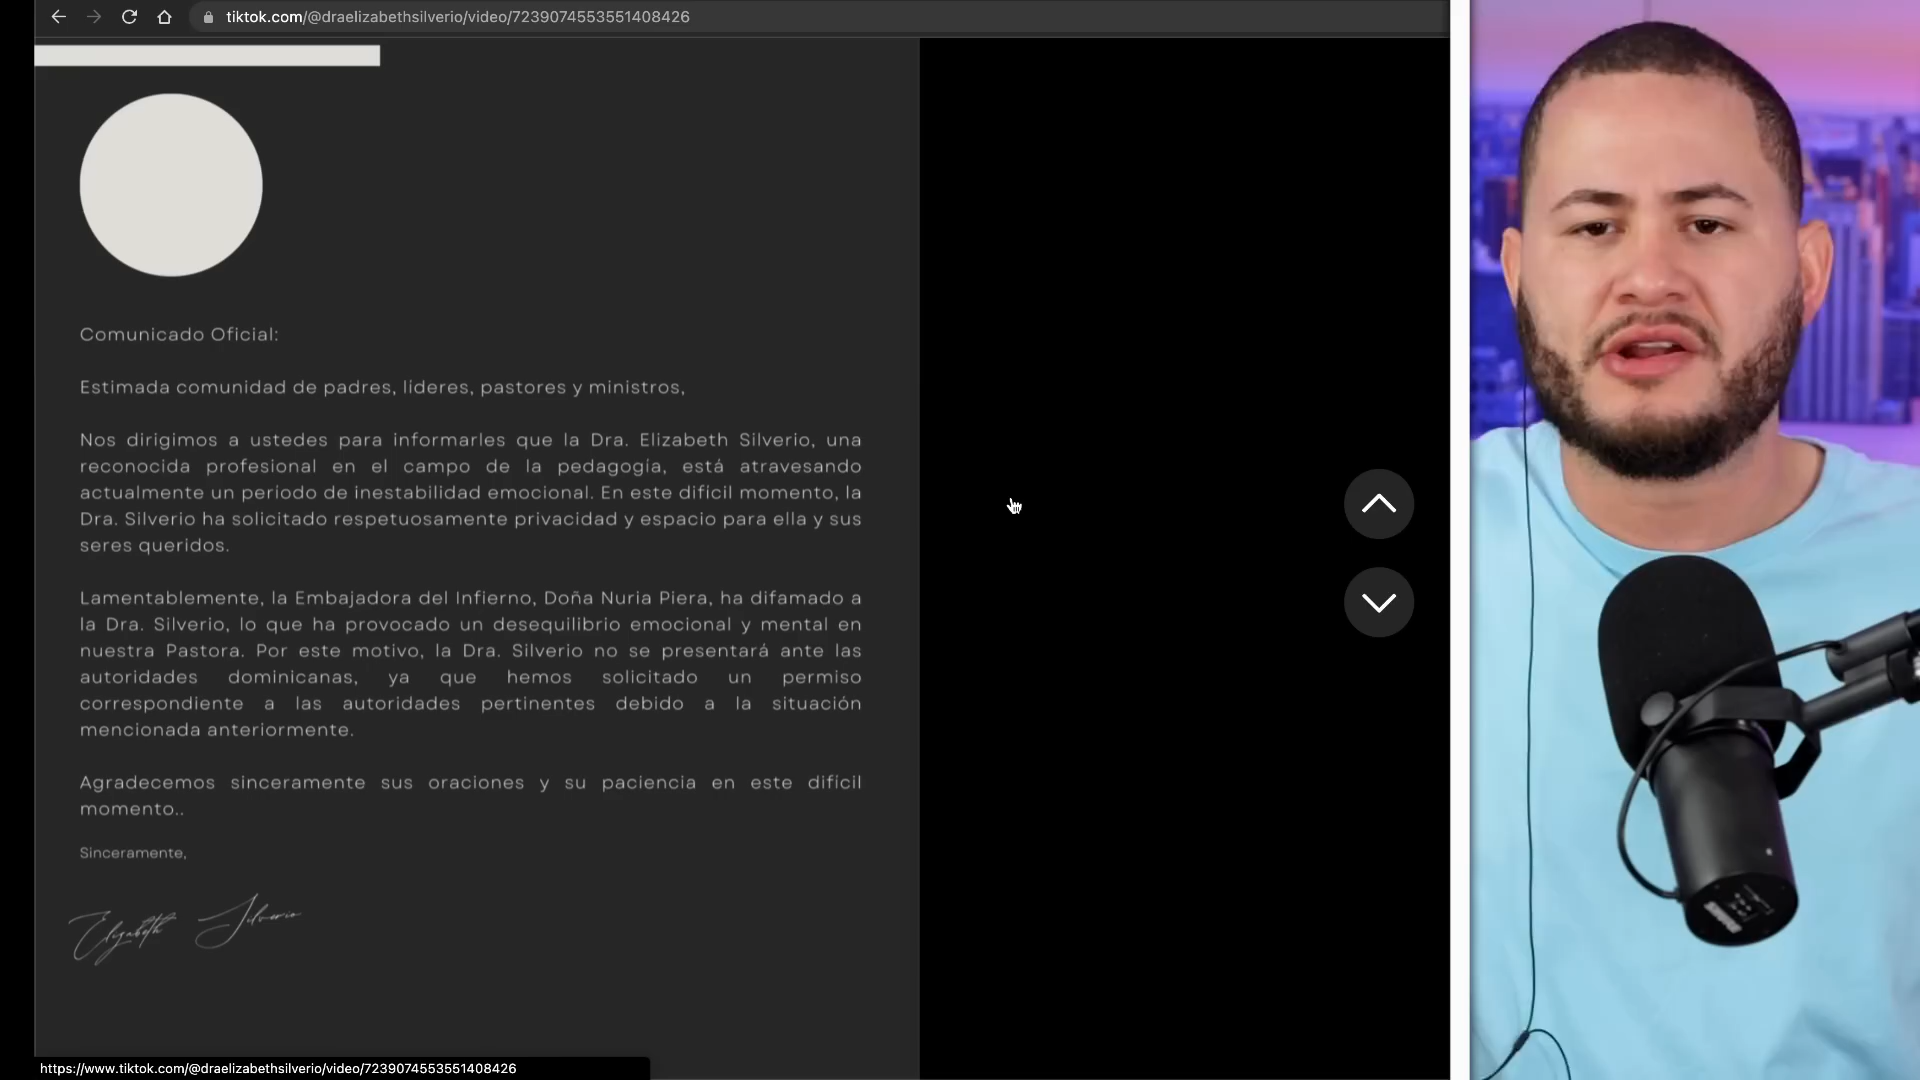 tiktok.com/@draelizabethsilverio/video/7239074553551408426
Comunicado Oficial:
Estimada comunidad de padres, lideres, pastores y ministros,
Nos dirigimos a ustedes para informarles que la Dra. Elizabeth Silverio, una
reconocida profesional en el campo de la pedagogía, está atravesando
actualmente un periodo de inestabilidad emocional. En este difícil momento, la
Dra. Silverio ha solicitado respetuosamente privacidad y espacio para ella y sus
seres queridos.
Lamentablemente, la Embajadora del Infierno, Doña Nuria Piera, ha difamado a
la Dra. Silverio, lo que ha provocado un desequilibrio emocional y mental en
nuestra Pastora. Por este motivo, la Dra. Silverio no se presentará ante las
autoridades dominicanas, ya que hemos solicitado un permiso
correspondiente a las autoridades pertinentes debido a la situación
mencionada anteriormente.
Agradecemos sinceramente sus oraciones y su paciencia en este difícil
momento..
Sinceramente,
Elizabeth Silverio
https://www.tiktok.com/@draelizabethsilverio/video/7239074553551408426